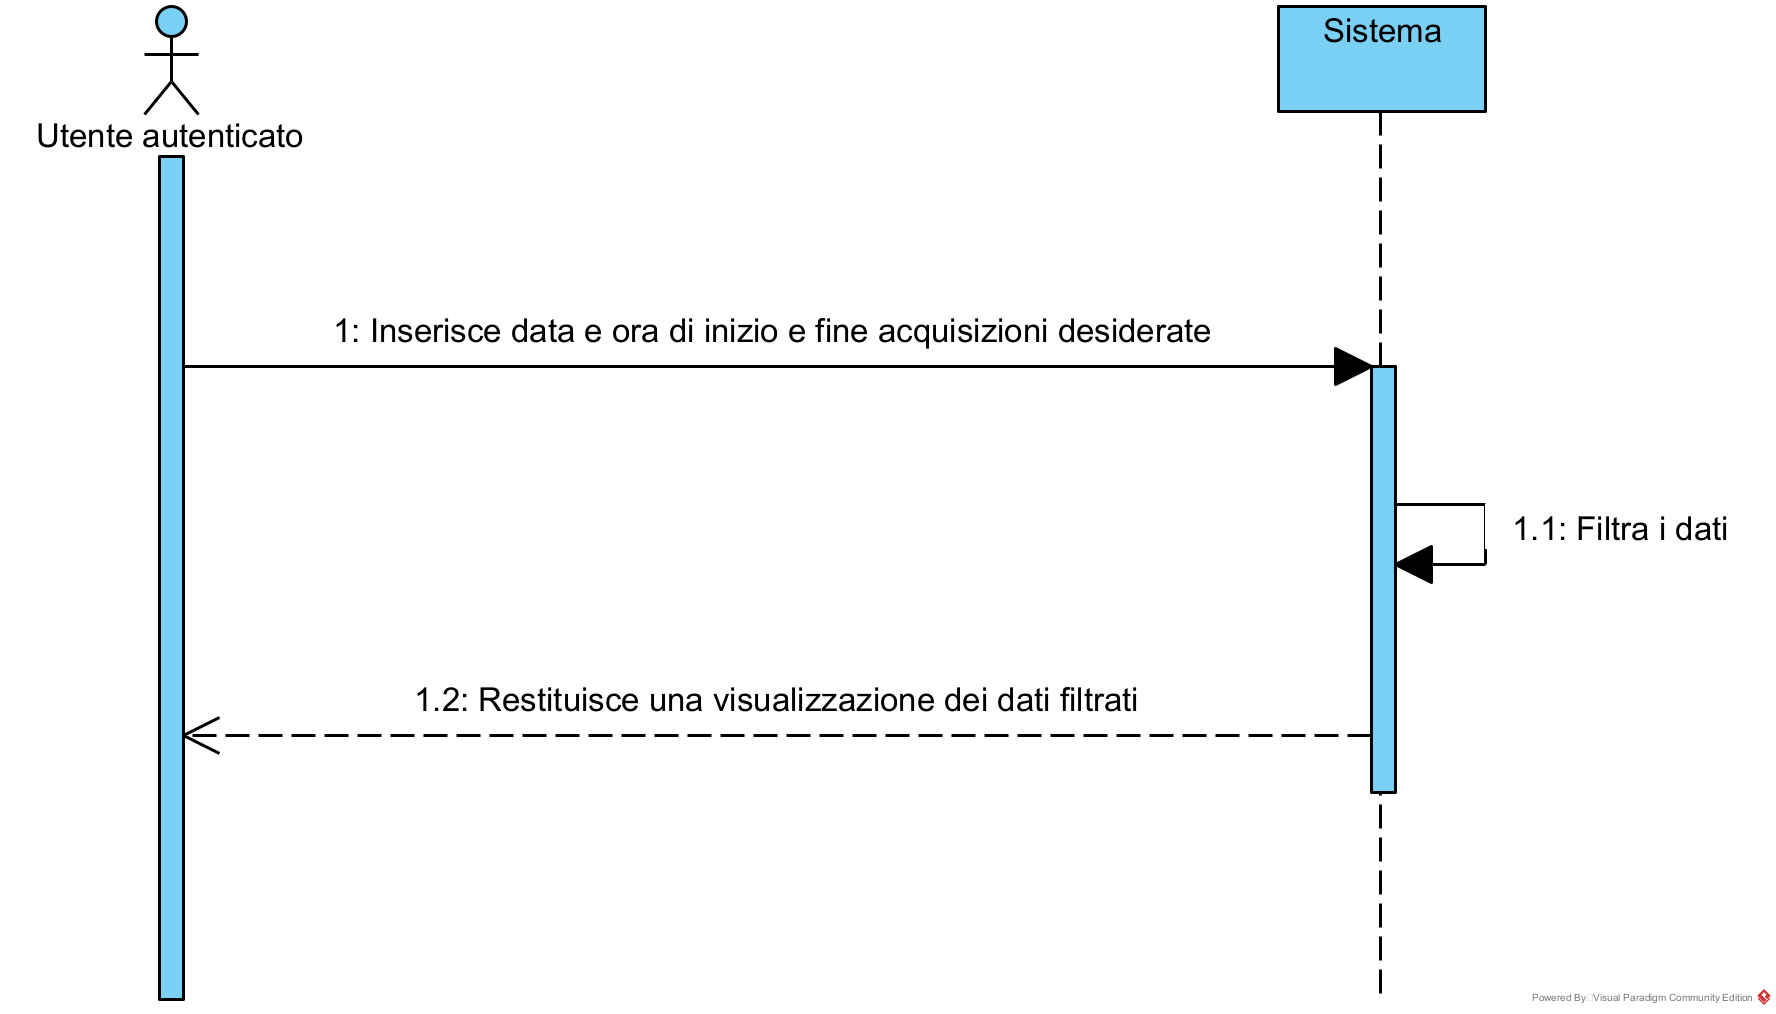 Sistema
Utente autenticato
1: Inserisce data e ora di inizio e fine acquisizioni desiderate
1.1: Filtra i dati
1.2: Restituisce una visualizzazione dei dati filtrati
Powered By Visual Paradigm Community Edition